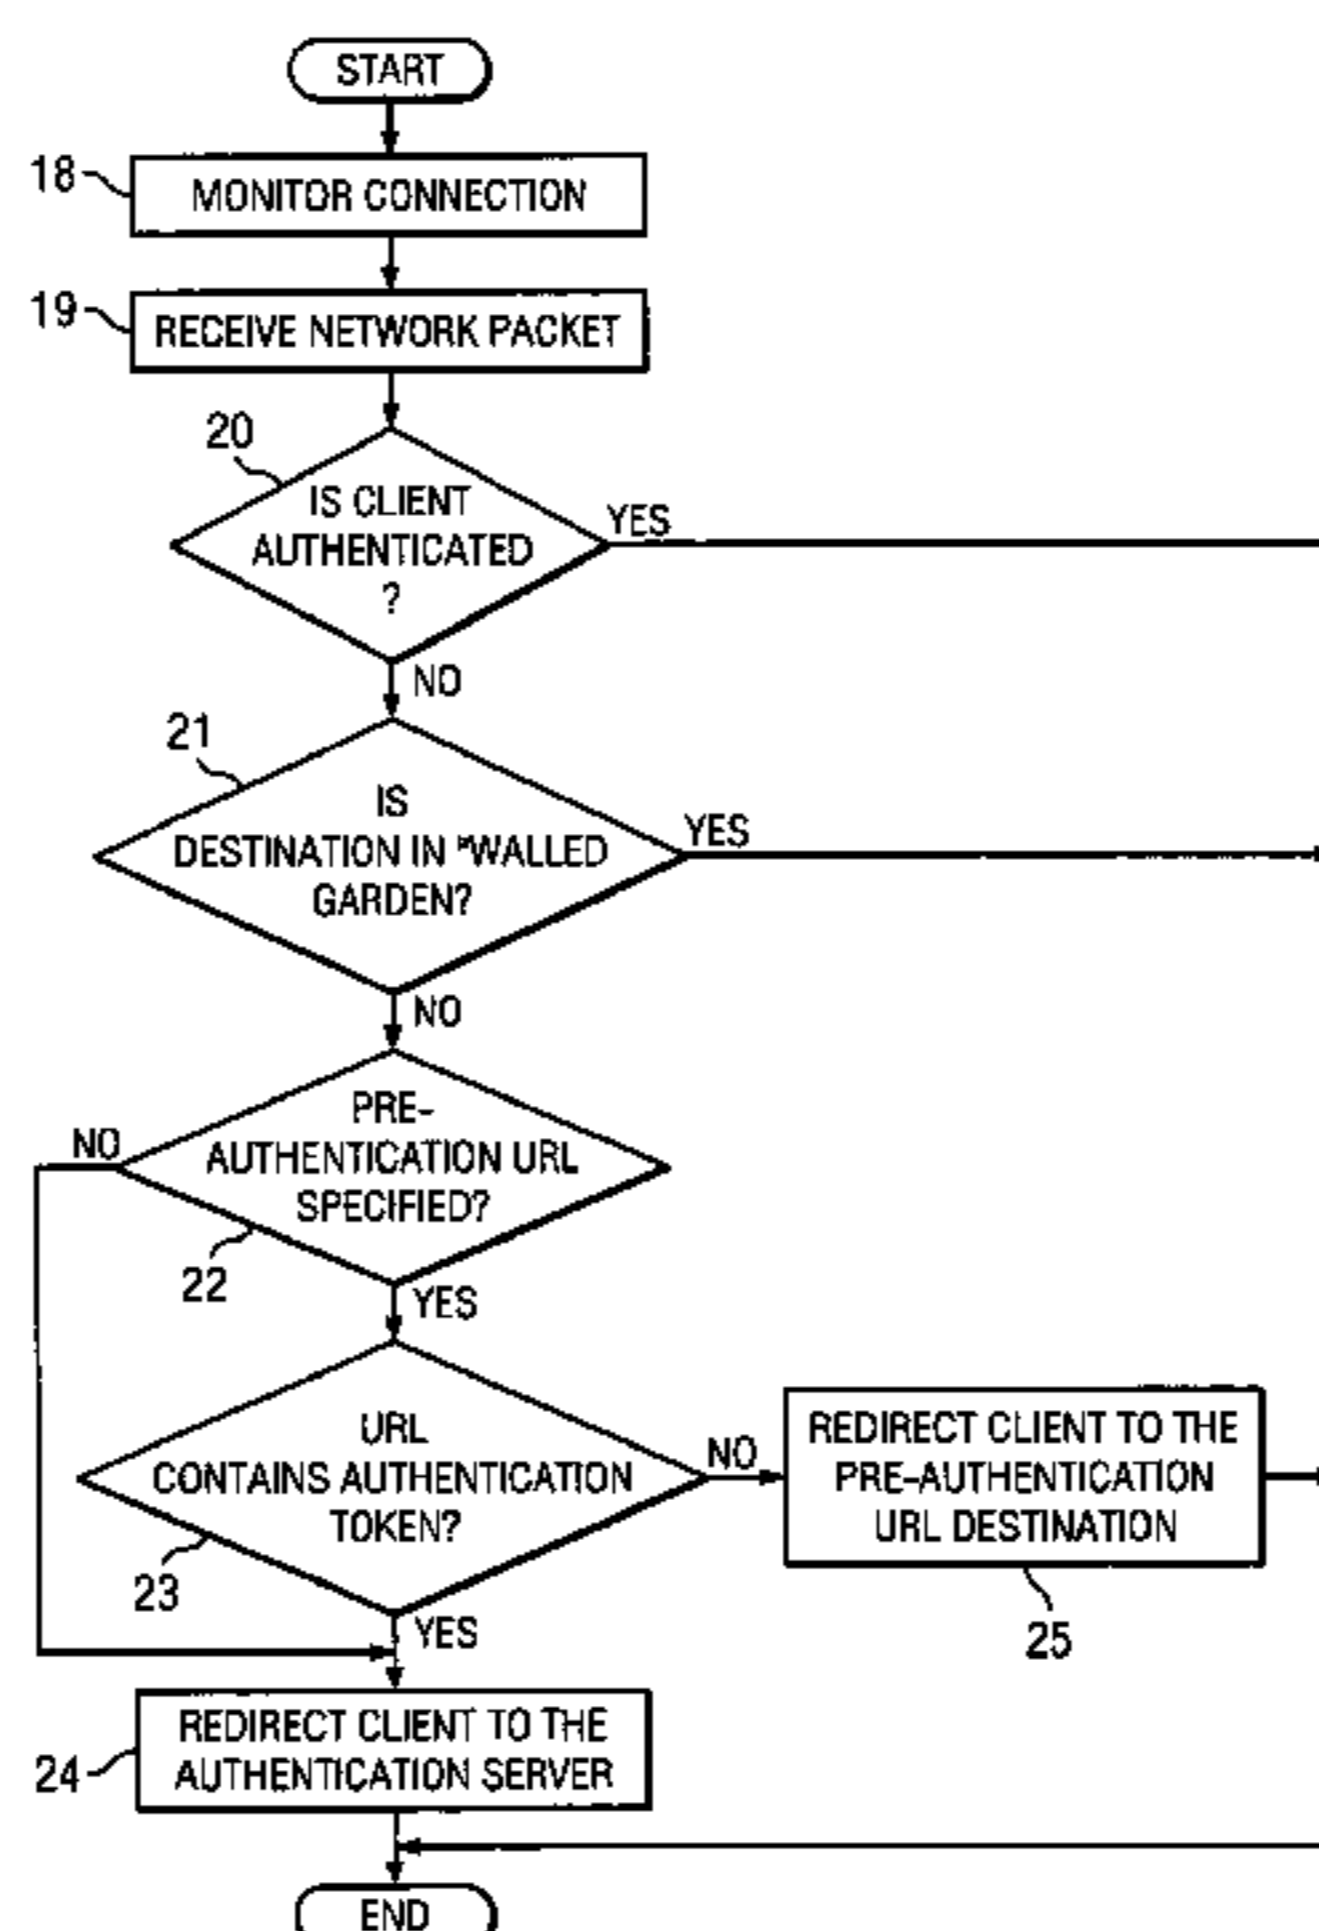 START
18
MONITOR CONNECTION
19
RECEIVE NETWORK PACKET
20
IS CLIENT
AUTHENTICATED
?
YES
NO
21
IS
DESTINATION IN "WALLED
GARDEN?
YES
NO
PRE-
AUTHENTICATION URL
SPECIFIED?
NO
22
YES
URL
CONTAINS AUTHENTICATION
TOKEN?
NO
23
YES
REDIRECT CLIENT TO THE
PRE-AUTHENTICATION
URL DESTINATION
25
REDIRECT CLIENT TO THE
AUTHENTICATION SERVER
24
END